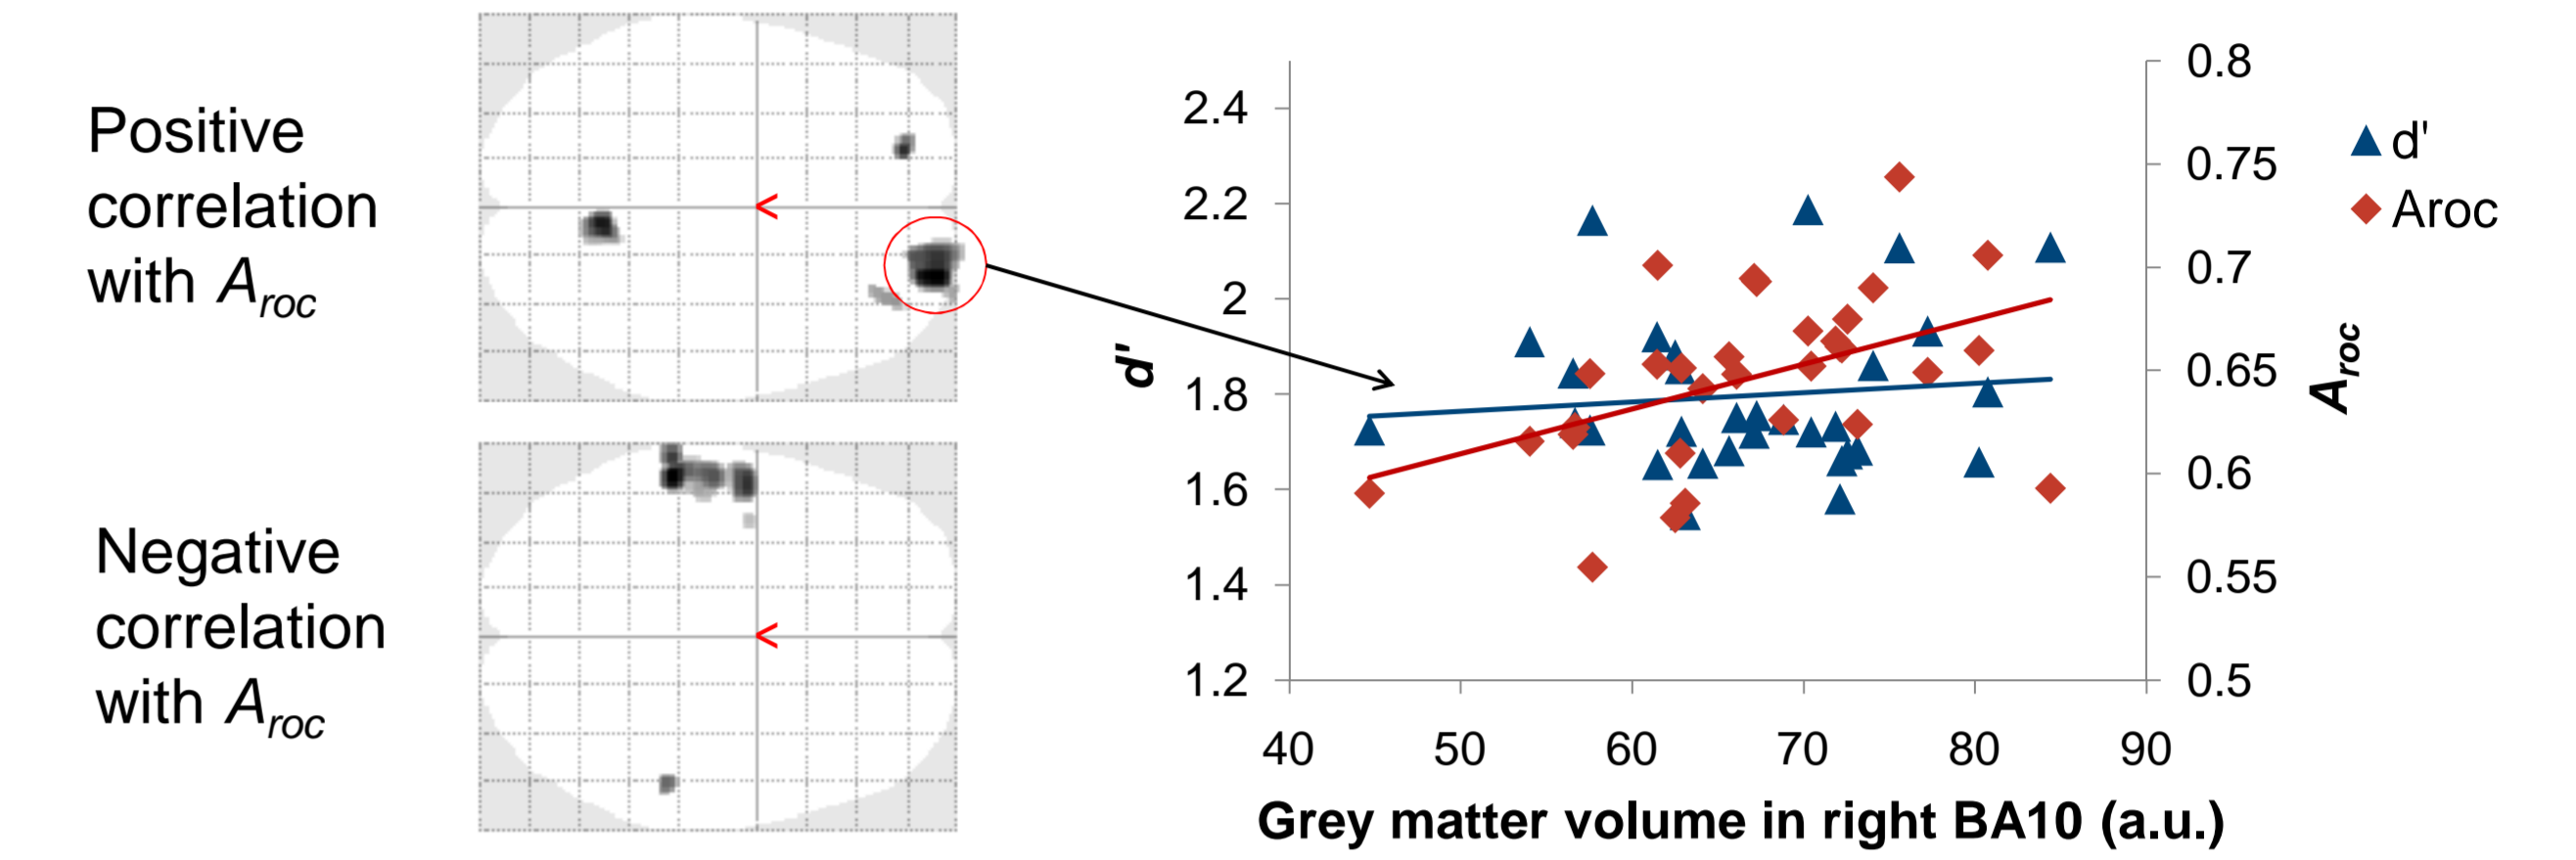 Positive
correlation
with Aroc
<
Negative
correlation
with Aroc
<
d'
2.4
2.2
2
1.8
1.6
1.4
1.2
40 50 60 70 80 90
Grey matter volume in right BA10 (a.u.)
0.8
0.75
0.7
0.65
0.6
0.55
0.5
Aroc
d'
Aroc